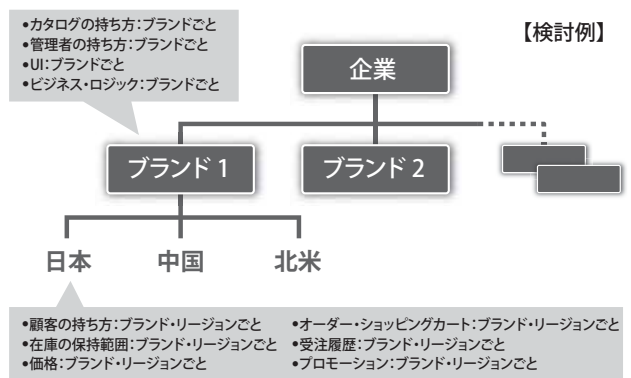 •カタログの持ち方：ブランドごと
•管理者の持ち方：ブランドごと
•UI：ブランドごと
•ビジネス・ロジック：ブランドごと
【検討例】
企業
ブランド 1
ブランド 2
日本
中国
北米
•顧客の持ち方：ブランド・リージョンごと
•在庫の保持範囲：ブランド・リージョンごと
•価格：ブランド・リージョンごと
•オーダー・ショッピングカート：ブランド・リージョンごと
•受注履歴：ブランド・リージョンごと
•プロモーション：ブランド・リージョンごと